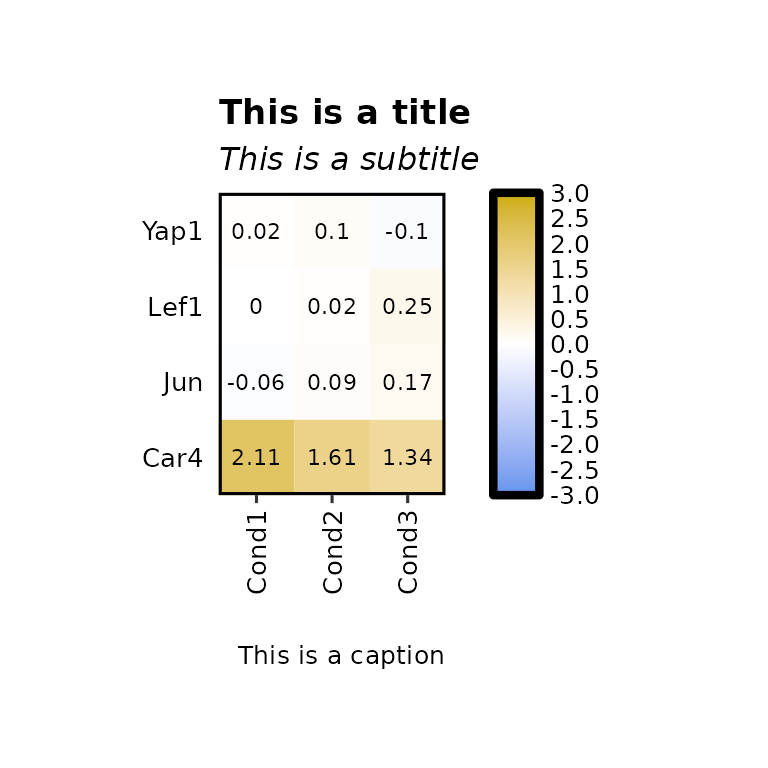 This is a title
This is a subtitle
Yap1 0.02 0.1 -0.1
Lef1 0 0.02 0.25
Jun -0.06 0.09 0.17
Car4 2.11 1.61 1.34
Cond1 Cond2 Cond3
3.0
2.5
2.0
1.5
1.0
0.5
0.0
-0.5
-1.0
-1.5
-2.0
-2.5
-3.0
This is a caption